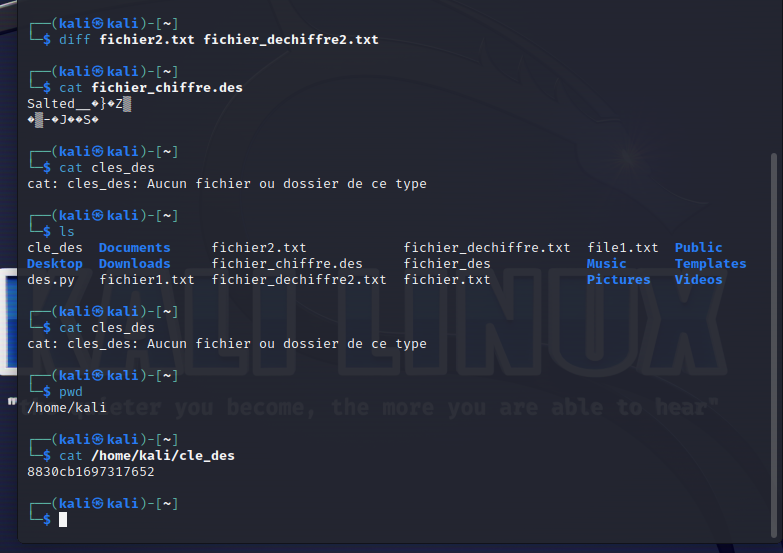 ┌──(kali㉿kali)-[~]
└─$ diff fichier2.txt fichier_dechiffre2.txt
┌──(kali㉿kali)-[~]
└─$ cat fichier_chiffre.des
Salted__�}�Z▒
�▒-�J��S�
┌──(kali㉿kali)-[~]
└─$ cat cles_des
cat: cles_des: Aucun fichier ou dossier de ce type
┌──(kali㉿kali)-[~]
└─$ ls
cle_des Documents fichier2.txt fichier_dechiffre.txt file1.txt Public
Desktop Downloads fichier_chiffre.des fichier_des Music Templates
des.py fichier1.txt fichier_dechiffre2.txt fichier.txt Pictures Videos
┌──(kali㉿kali)-[~]
└─$ cat cles_des
cat: cles_des: Aucun fichier ou dossier de ce type
┌──(kali㉿kali)-[~]
└─$ pwd
/home/kali
┌──(kali㉿kali)-[~]
└─$ cat /home/kali/cle_des
8830cb1697317652
┌──(kali㉿kali)-[~]
└─$
KALI LINUX
you become, the more you are able to hear"